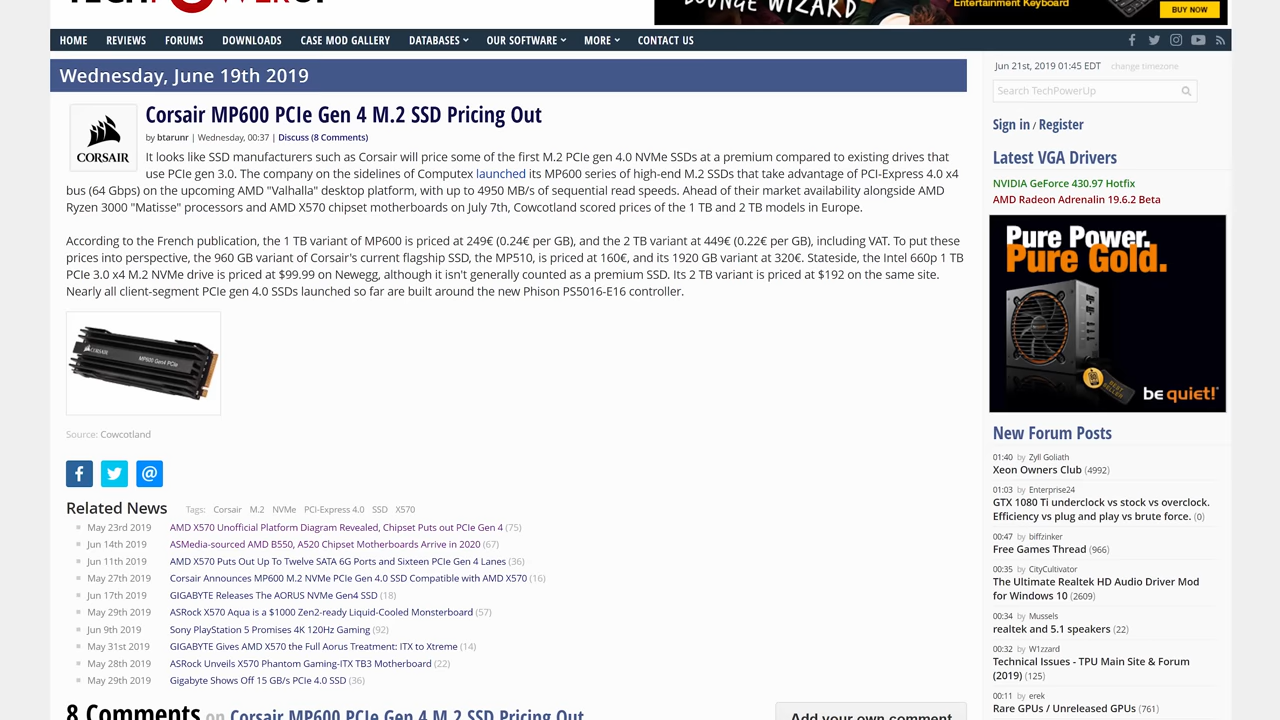 TECHPOWERUP
LOUNGE WIZARD
Entertainment Keyboard
BUY NOW
HOME REVIEWS FORUMS DOWNLOADS CASE MOD GALLERY DATABASES OUR SOFTWARE MORE CONTACT US
Wednesday, June 19th 2019
Jun 21st, 2019 01:45 EDT change timezone
Search TechPowerUp
Sign in / Register
CORSAIR
Corsair MP600 PCIe Gen 4 M.2 SSD Pricing Out
by btarunr | Wednesday, 00:37 | Discuss (8 Comments)
It looks like SSD manufacturers such as Corsair will price some of the first M.2 PCIe gen 4.0 NVMe SSDs at a premium compared to existing drives that
use PCIe gen 3.0. The company on the sidelines of Computex launched its MP600 series of high-end M.2 SSDs that take advantage of PCI-Express 4.0 x4
bus (64 Gbps) on the upcoming AMD "Valhalla" desktop platform, with up to 4950 MB/s of sequential read speeds. Ahead of their market availability alongside AMD
Ryzen 3000 "Matisse" processors and AMD X570 chipset motherboards on July 7th, Cowcotland scored prices of the 1 TB and 2 TB models in Europe.
According to the French publication, the 1 TB variant of MP600 is priced at 249€ (0.24€ per GB), and the 2 TB variant at 449€ (0.22€ per GB), including VAT. To put these
prices into perspective, the 960 GB variant of Corsair's current flagship SSD, the MP510, is priced at 160€, and its 1920 GB variant at 320€. Stateside, the Intel 660p 1 TB
PCIe 3.0 x4 M.2 NVMe drive is priced at $99.99 on Newegg, although it isn't generally counted as a premium SSD. Its 2 TB variant is priced at $192 on the same site.
Nearly all client-segment PCIe gen 4.0 SSDs launched so far are built around the new Phison PS5016-E16 controller.
CORSAIR
MP600 Gen4 PCIe
Source: Cowcotland
f
@
Related News Tags: Corsair M.2 NVMe PCI-Express 4.0 SSD X570
May 23rd 2019 AMD X570 Unofficial Platform Diagram Revealed, Chipset Puts out PCIe Gen 4 (75)
Jun 14th 2019 ASMedia-sourced AMD B550, A520 Chipset Motherboards Arrive in 2020 (67)
Jun 11th 2019 AMD X570 Puts Out Up To Twelve SATA 6G Ports and Sixteen PCIe Gen 4 Lanes (36)
May 27th 2019 Corsair Announces MP600 M.2 NVMe PCIe Gen 4.0 SSD Compatible with AMD X570 (16)
Jun 17th 2019 GIGABYTE Releases The AORUS NVMe Gen4 SSD (18)
May 29th 2019 ASRock X570 Aqua is a $1000 Zen2-ready Liquid-Cooled Monsterboard (57)
Jun 9th 2019 Sony PlayStation 5 Promises 4K 120Hz Gaming (92)
May 31st 2019 GIGABYTE Gives AMD X570 the Full Aorus Treatment: ITX to Xtreme (14)
May 28th 2019 ASRock Unveils X570 Phantom Gaming-ITX TB3 Motherboard (22)
May 29th 2019 Gigabyte Shows Off 15 GB/s PCIe 4.0 SSD (36)
8 Comments on Corsair MP600 PCIe Gen 4 M.2 SSD Pricing Out
Add your own comment
Latest VGA Drivers
NVIDIA GeForce 430.97 Hotfix
AMD Radeon Adrenalin 19.6.2 Beta
Pure Power.
Pure Gold.
BEST SELLER
be quiet!
New Forum Posts
01:40 by Zyll Goliath
Xeon Owners Club (4992)
01:03 by Enterprise24
GTX 1080 Ti underclock vs stock vs overclock.
Efficiency vs plug and play vs brute force. (0)
00:47 by biffzinker
Free Games Thread (966)
00:35 by CityCultivator
The Ultimate Realtek HD Audio Driver Mod
for Windows 10 (2609)
00:34 by Mussels
realtek and 5.1 speakers (22)
00:32 by W1zzard
Technical Issues - TPU Main Site & Forum
(2019) (125)
00:11 by erek
Rare GPUs / Unreleased GPUs (761)